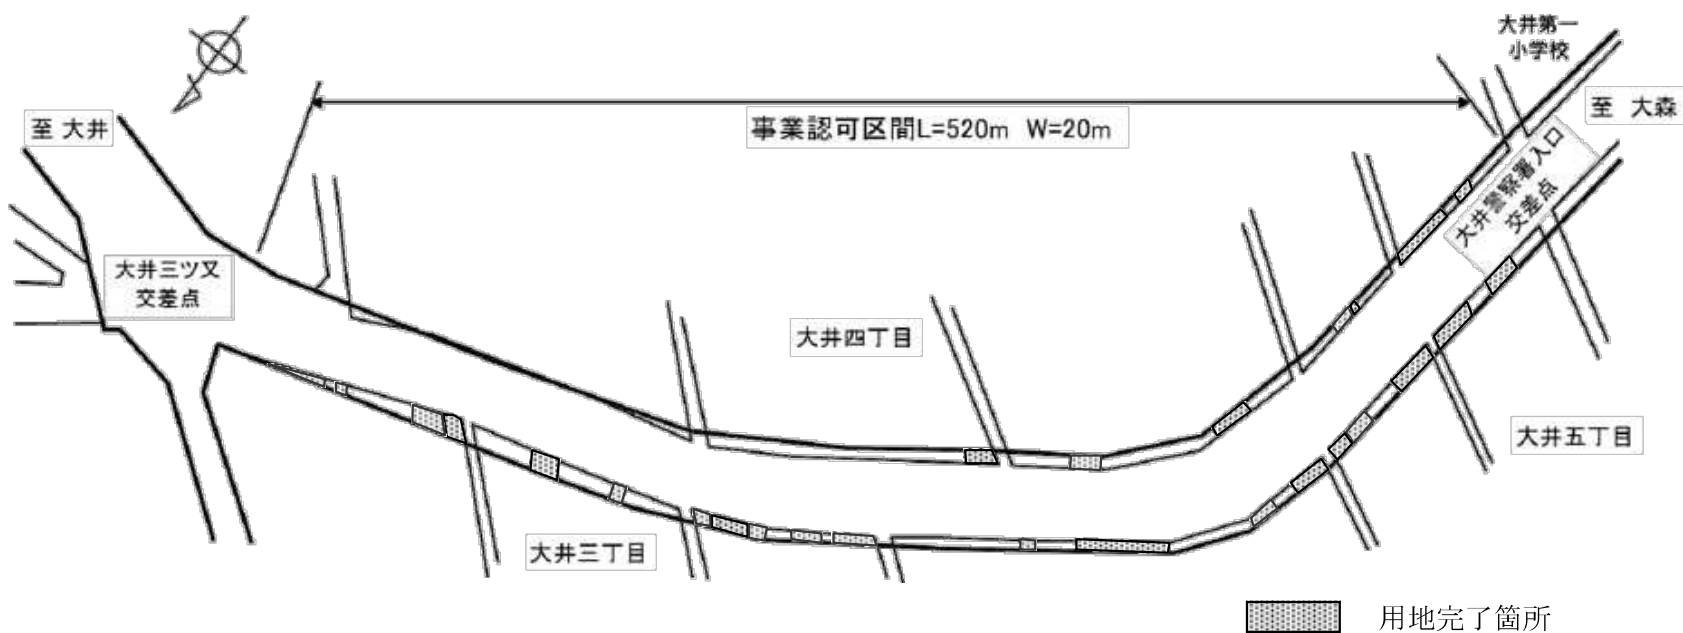 大井第一
小学校
至 大井
至 大森
事業認可区間L=520m W=20m
大井警察署入口
交差点
大井三ツ又
交差点
大井四丁目
大井五丁目
大井三丁目
用地完了箇所